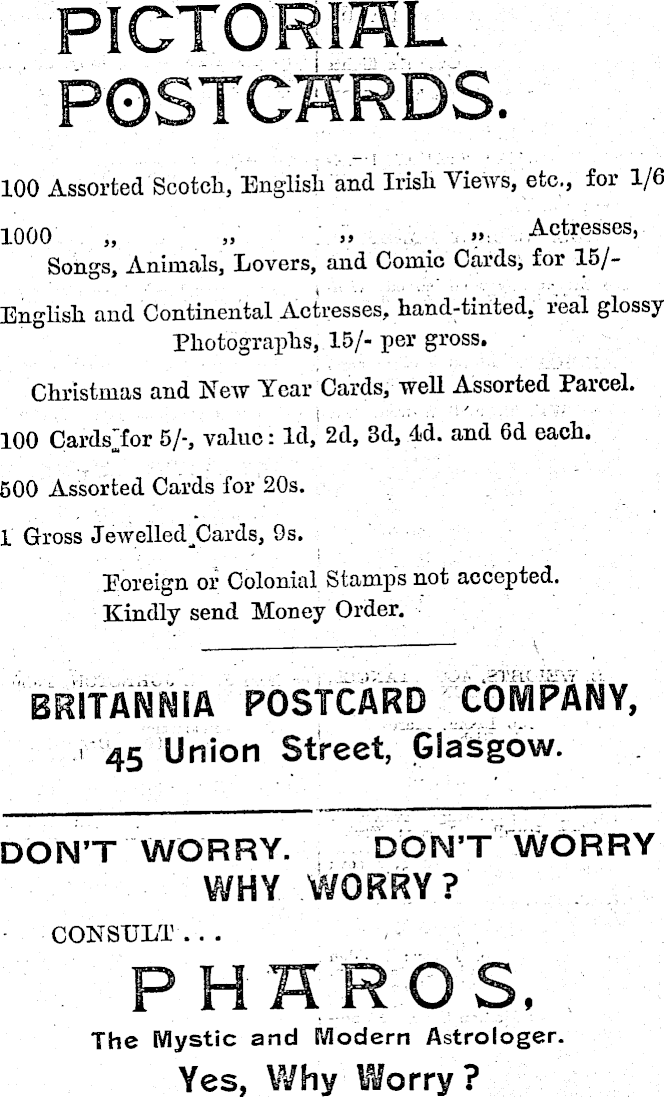 PICTORIAL
POSTCARDS.
100 Assorted Scotch, English and Irish Views, etc., for 1/6
1000 „ „ „ „ Actresses,
Songs, Animals, Lovers, and Comic Cards, for 15/-
English and Continental Actresses, hand-tinted, real glossy
Photographs, 15/- per gross.
Christmas and New Year Cards, well Assorted Parcel.
100 Cards for 5/-, value: 1d, 2d, 3d, 4d. and 6d each.
500 Assorted Cards for 20s.
1 Gross Jewelled Cards, 9s.
Foreign or Colonial Stamps not accepted.
Kindly send Money Order.
BRITANNIA POSTCARD COMPANY,
45 Union Street, Glasgow.
DON'T WORRY. DON'T WORRY
WHY WORRY?
CONSULT...
PHAROS,
The Mystic and Modern Astrologer.
Yes, Why Worry?